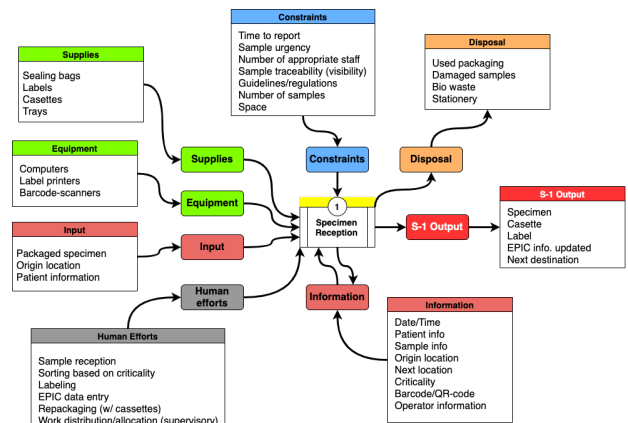 Constraints
Time to report
Sample urgency
Number of appropriate staff
Sample traceability (visibility)
Guidelines/regulations
Number of samples
Space
Supplies
Sealing bags
Labels
Casettes
Trays
Disposal
Used packaging
Damaged samples
Bio waste
Stationery
Equipment
Computers
Label printers
Barcode-scanners
Supplies
Constraints
Disposal
Equipment
1
Specimen
Reception
S-1 Output
S-1 Output
Specimen
Casette
Label
EPIC info. updated
Next destination
Input
Packaged specimen
Origin location
Patient information
Input
Human
efforts
Information
Information
Date/Time
Patient info
Sample info
Origin location
Next location
Criticality
Barcode/QR-code
Operator information
Human Efforts
Sample reception
Sorting based on criticality
Labeling
EPIC data entry
Repackaging (w/ cassettes)
Work distribution/allocation (supervisory)